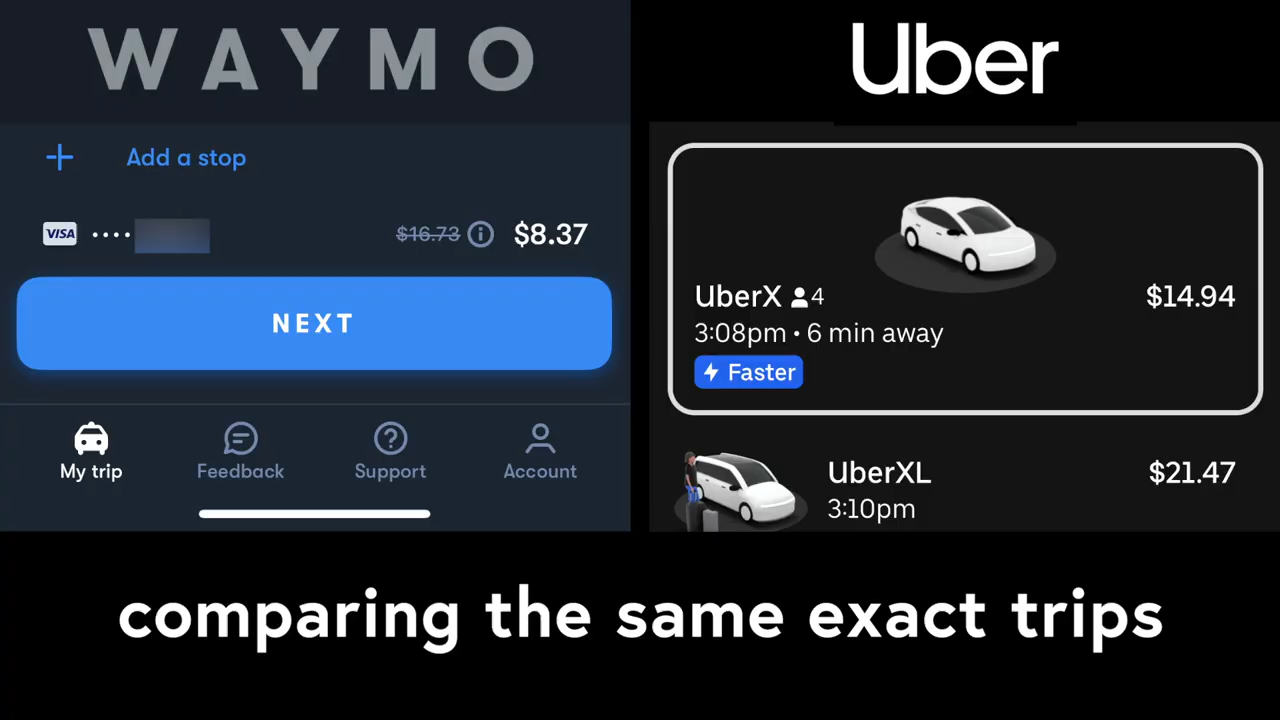 WAYMO
Add a stop
VISA •••• $16.73 $8.37
NEXT
My trip Feedback Support Account
Uber
UberX 4 $14.94
3:08pm • 6 min away
Faster
UberXL $21.47
3:10pm
comparing the same exact trips